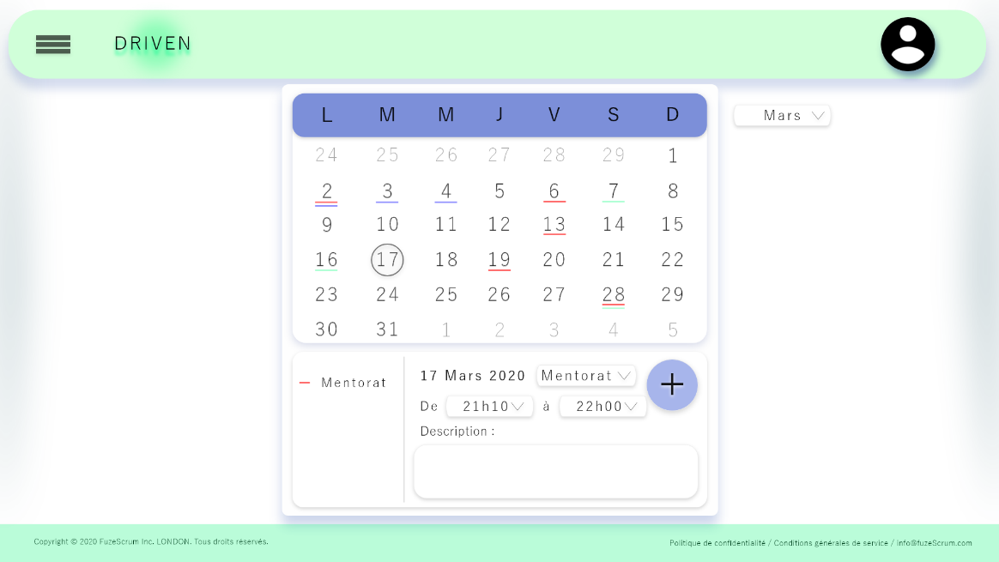 DRIVEN
Mars
L M M J V S D
24 25 26 27 28 29 1
2 3 4 5 6 7 8
9 10 11 12 13 14 15
16 17 18 19 20 21 22
23 24 25 26 27 28 29
30 31 1 2 3 4 5
Mentorat
17 Mars 2020 Mentorat
De 21h10 à 22h00
Description :
Copyright © 2020 FuzeScrum Inc. LONDON. Tous droits réservés.
Politique de confidentialité / Conditions générales de service / info@fuzeScrum.com